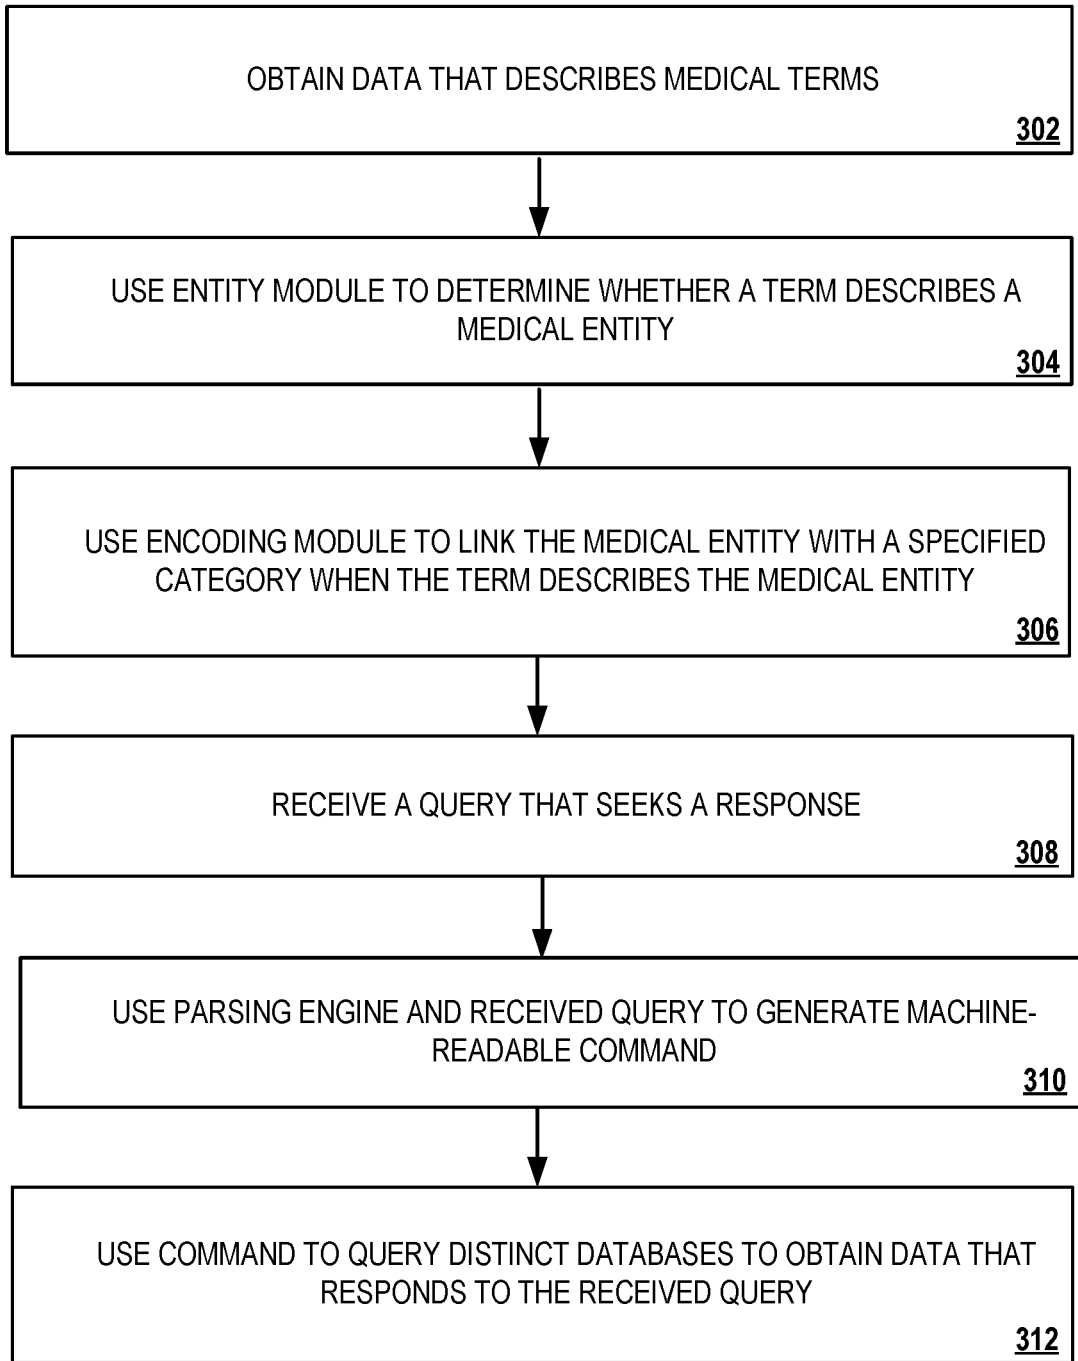 OBTAIN DATA THAT DESCRIBES MEDICAL TERMS
302
USE ENTITY MODULE TO DETERMINE WHETHER A TERM DESCRIBES A
MEDICAL ENTITY
304
USE ENCODING MODULE TO LINK THE MEDICAL ENTITY WITH A SPECIFIED
CATEGORY WHEN THE TERM DESCRIBES THE MEDICAL ENTITY
306
RECEIVE A QUERY THAT SEEKS A RESPONSE
308
USE PARSING ENGINE AND RECEIVED QUERY TO GENERATE MACHINE-
READABLE COMMAND
310
USE COMMAND TO QUERY DISTINCT DATABASES TO OBTAIN DATA THAT
RESPONDS TO THE RECEIVED QUERY
312